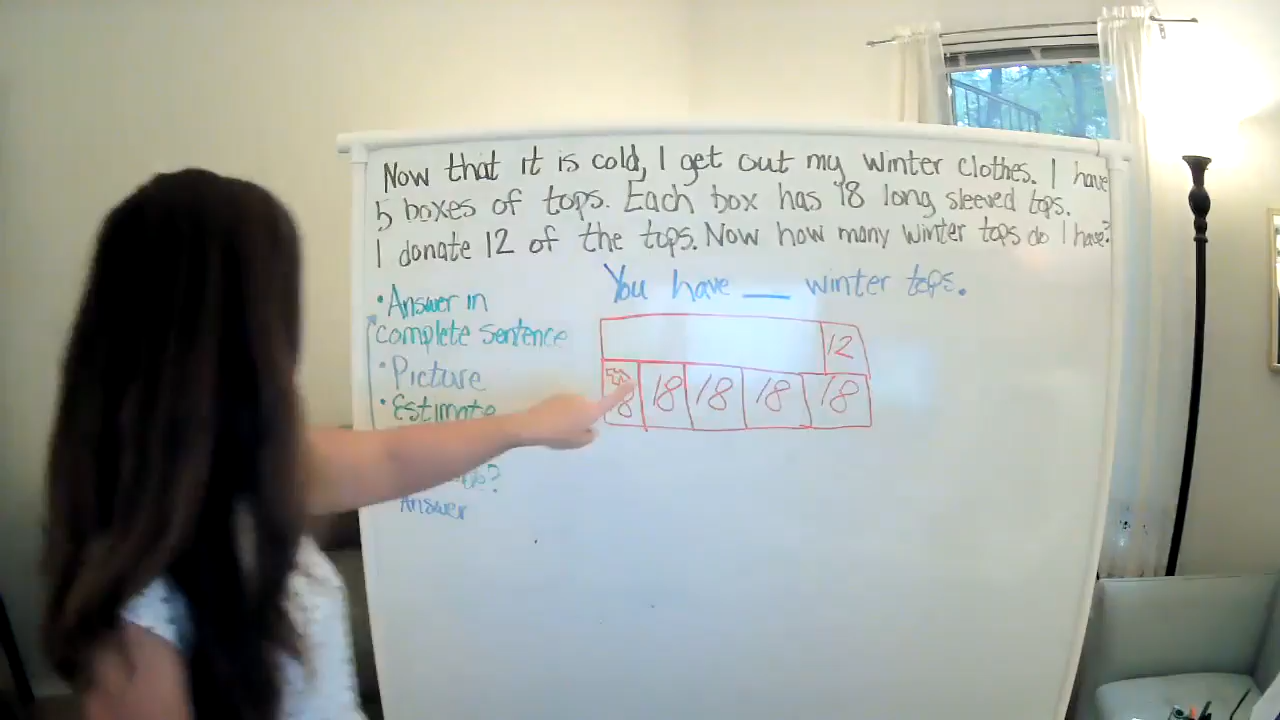 Now that it is cold, I get out my winter clothes. I have
5 boxes of tops. Each box has 18 long sleeved tops.
I donate 12 of the tops. Now how many winter tops do I have?
You have ___ winter tops.
• Answer in
complete sentence
• Picture
• Estimate
Answer
12
8 18 18 18 18